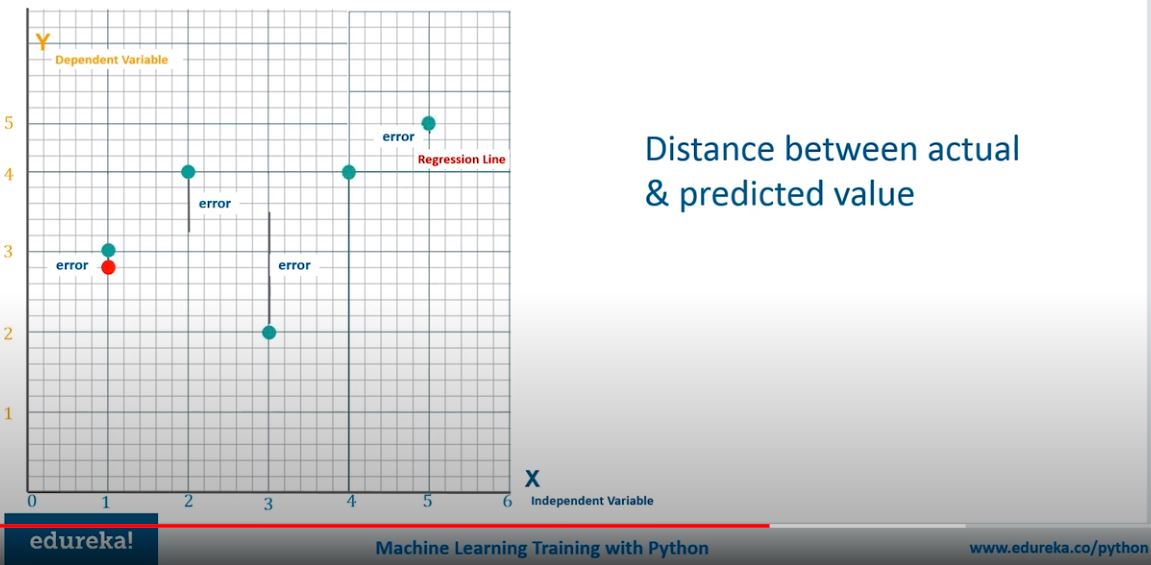 Y
Dependent Variable
5
error
Regression Line
4
error
3
error
error
2
1
X
0 1 2 3 4 5 6
Independent Variable
Distance between actual
& predicted value
edureka!
Machine Learning Training with Python
www.edureka.co/python